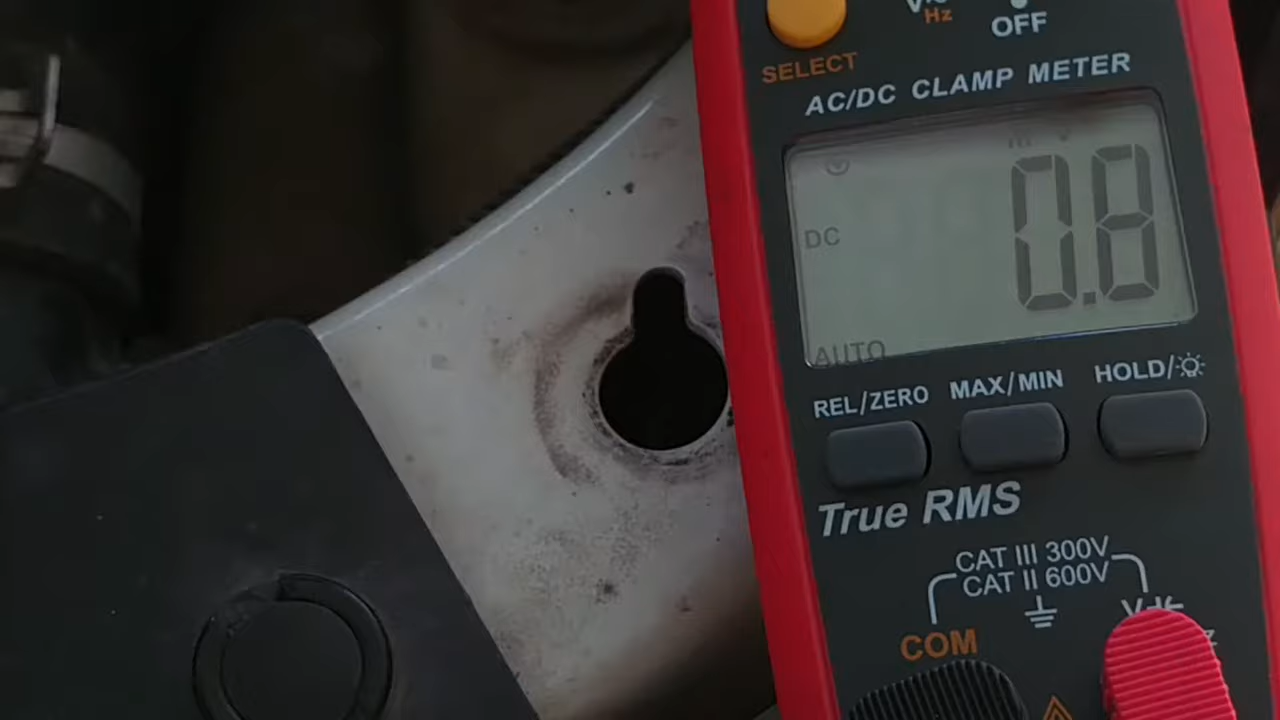 Hz
OFF
SELECT
AC/DC CLAMP METER
DC
0.8
AUTO
REL/ZERO MAX/MIN HOLD/
True RMS
CAT III 300V
CAT II 600V
COM